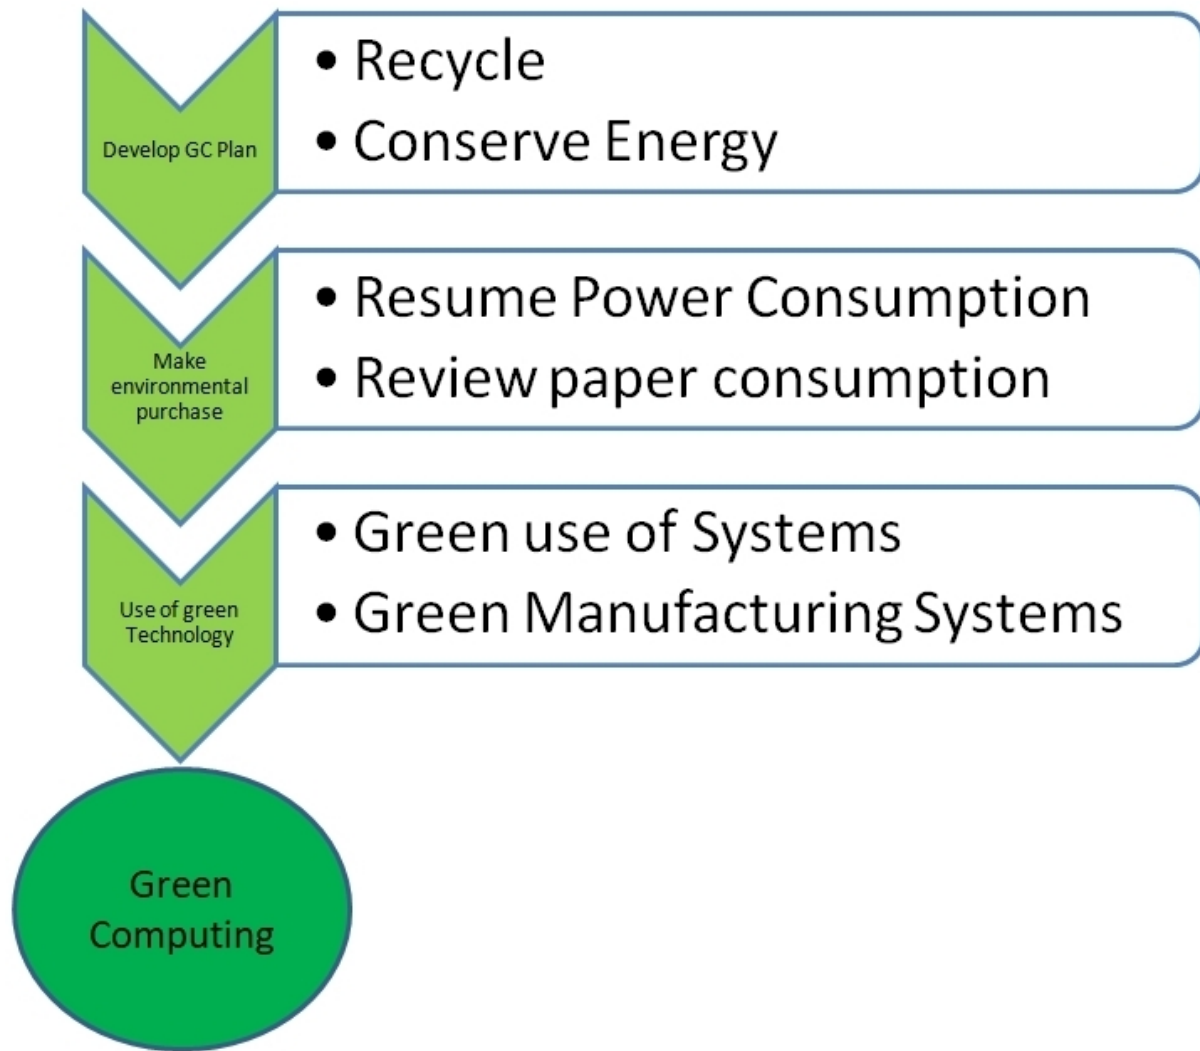 Develop GC Plan
• Recycle
• Conserve Energy
Make
environmental
purchase
• Resume Power Consumption
• Review paper consumption
Use of green
Technology
• Green use of Systems
• Green Manufacturing Systems
Green
Computing